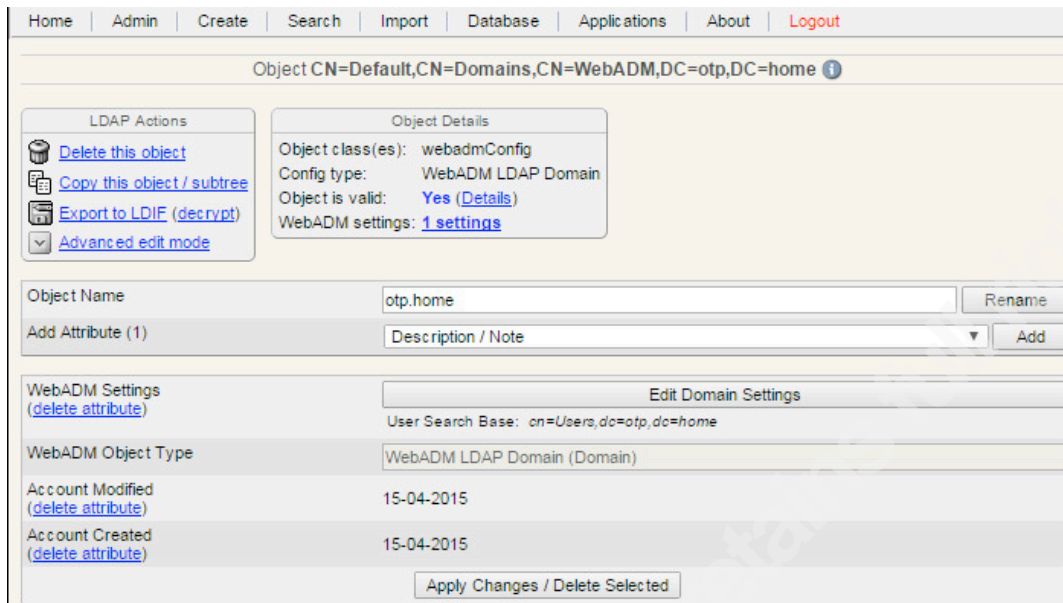 Home Admin Create Search Import Database Applications About Logout
Object CN=Default,CN=Domains,CN=WebADM,DC=otp,DC=home
LDAP Actions
Delete this object
Copy this object / subtree
Export to LDIF (decrypt)
Advanced edit mode
Object Details
Object class(es): webadmConfig
Config type: WebADM LDAP Domain
Object is valid: Yes (Details)
WebADM settings: 1 settings
Object Name otp.home Rename
Add Attribute (1) Description / Note Add
WebADM Settings Edit Domain Settings
(delete attribute)
User Search Base: cn=Users,dc=otp,dc=home
WebADM Object Type WebADM LDAP Domain (Domain)
Account Modified
(delete attribute) 15-04-2015
Account Created
(delete attribute) 15-04-2015
Apply Changes / Delete Selected